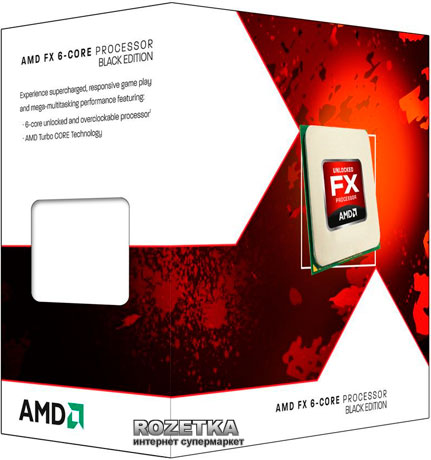 AMD FX 6-CORE PROCESSOR
BLACK EDITION
Experience supercharged, responsive game play
and mega-multitasking performance featuring:
· 6-core unlocked and overclockable processor¹
· AMD Turbo CORE Technology
UNLOCKED
FX
PROCESSOR
AMD
AMD
AMD FX 6-CORE PROCESSOR
BLACK EDITION
ROZETKA
интернет супермаркет